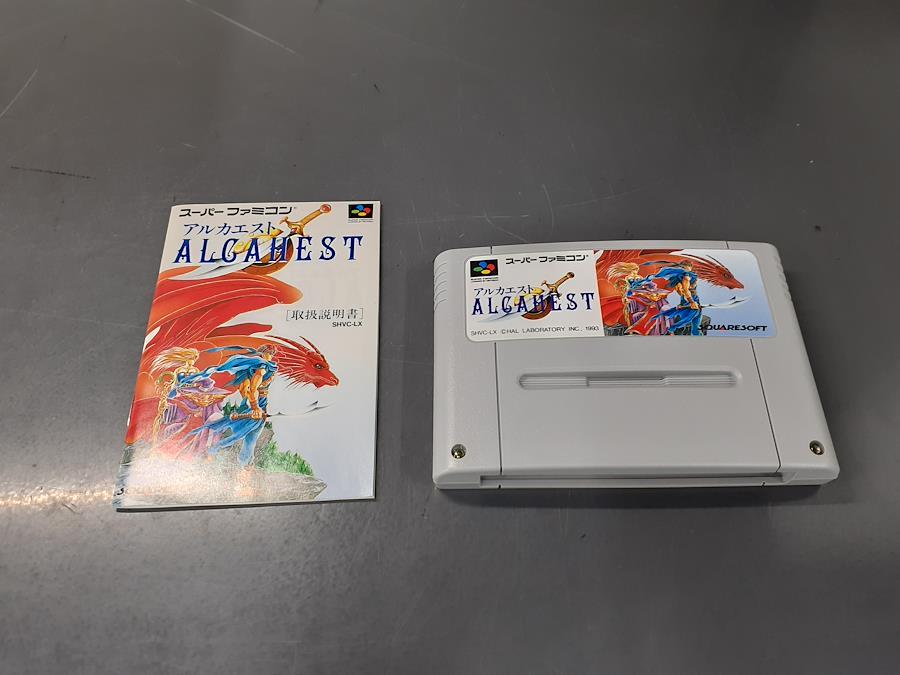 スーパーファミコン
アルカエスト
ALCAHEST
[取扱説明書]
SHVC-LX
スーパーファミコン
アルカエスト
ALCAHEST
SHVC-LX ©HAL LABORATORY INC., 1993
SQUARESOFT